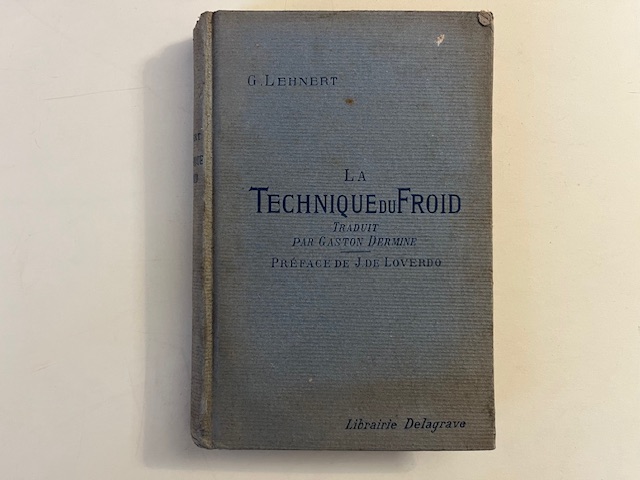 G. Lehnert
La
Technique du Froid
Traduit
par Gaston Dermine
Préface de J. de Loverdo
Librairie Delagrave